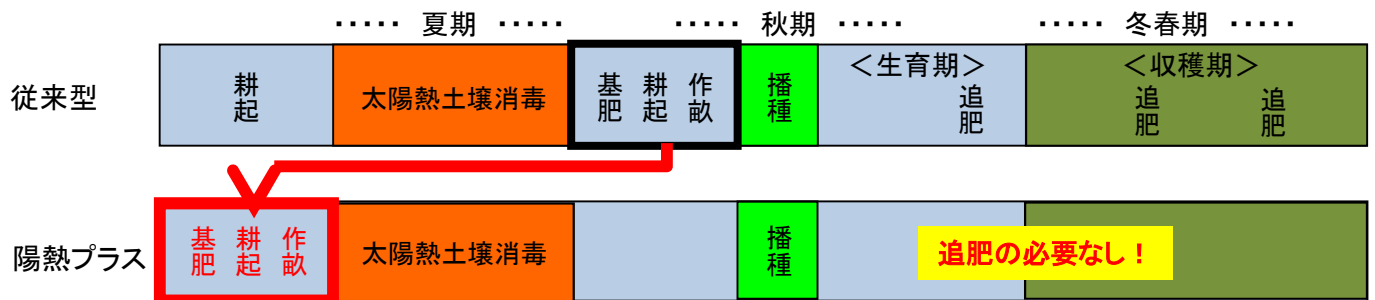 ・・・・・ 夏期 ・・・・・ ・・・・・ 秋期 ・・・・・ ・・・・・ 冬春期 ・・・・・
従来型
耕起
太陽熱土壌消毒
基肥 耕起 作畝
播種
＜生育期＞
追肥
＜収穫期＞
追肥 追肥
陽熱プラス
基肥 耕起 作畝
太陽熱土壌消毒
播種
追肥の必要なし！